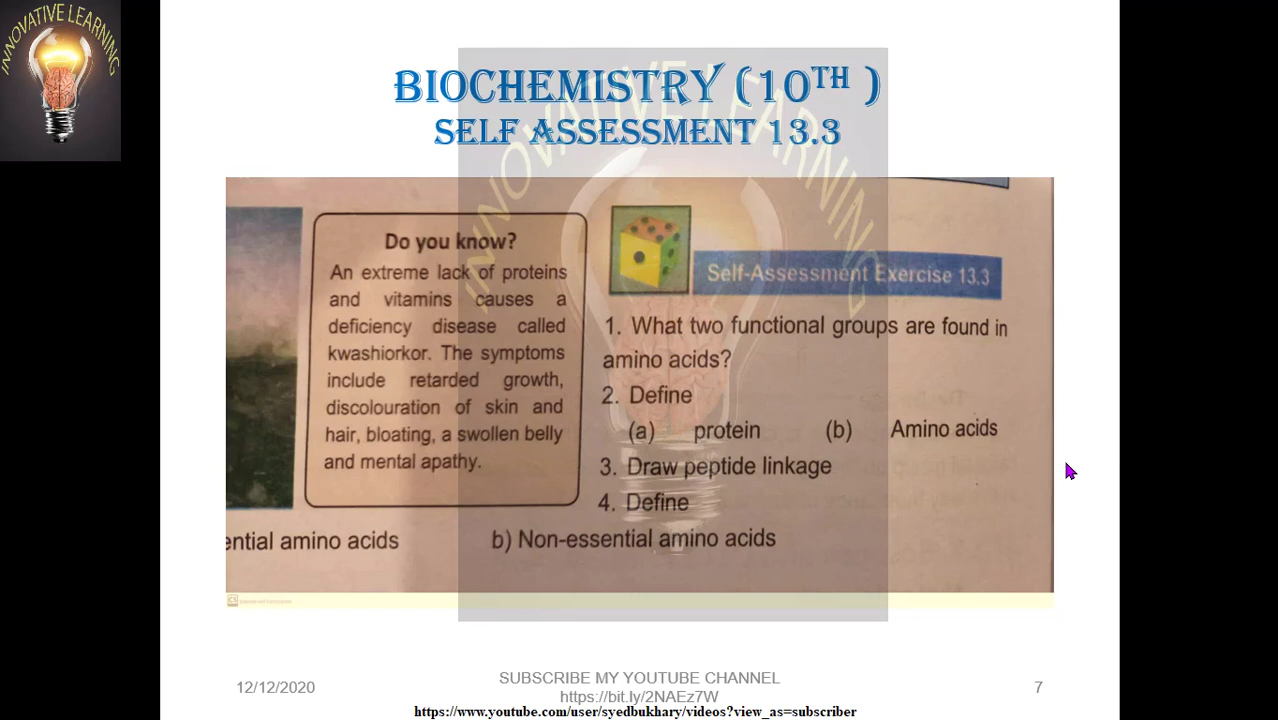 INNOVATIVE LEARNING
BIOCHEMISTRY (10TH )
SELF ASSESSMENT 13.3
INNOVATIVE LEARNING
Do you know?
An extreme lack of proteins
and vitamins causes a
deficiency disease called
kwashiorkor. The symptoms
include retarded growth,
discolouration of skin and
hair, bloating, a swollen belly
and mental apathy.
Self-Assessment Exercise 13.3
1. What two functional groups are found in
amino acids?
2. Define
(a) protein (b) Amino acids
3. Draw peptide linkage
4. Define
ential amino acids b) Non-essential amino acids
CS
12/12/2020
SUBSCRIBE MY YOUTUBE CHANNEL
https://bit.ly/2NAEz7W
7
https://www.youtube.com/user/syedbukhary/videos?view_as=subscriber